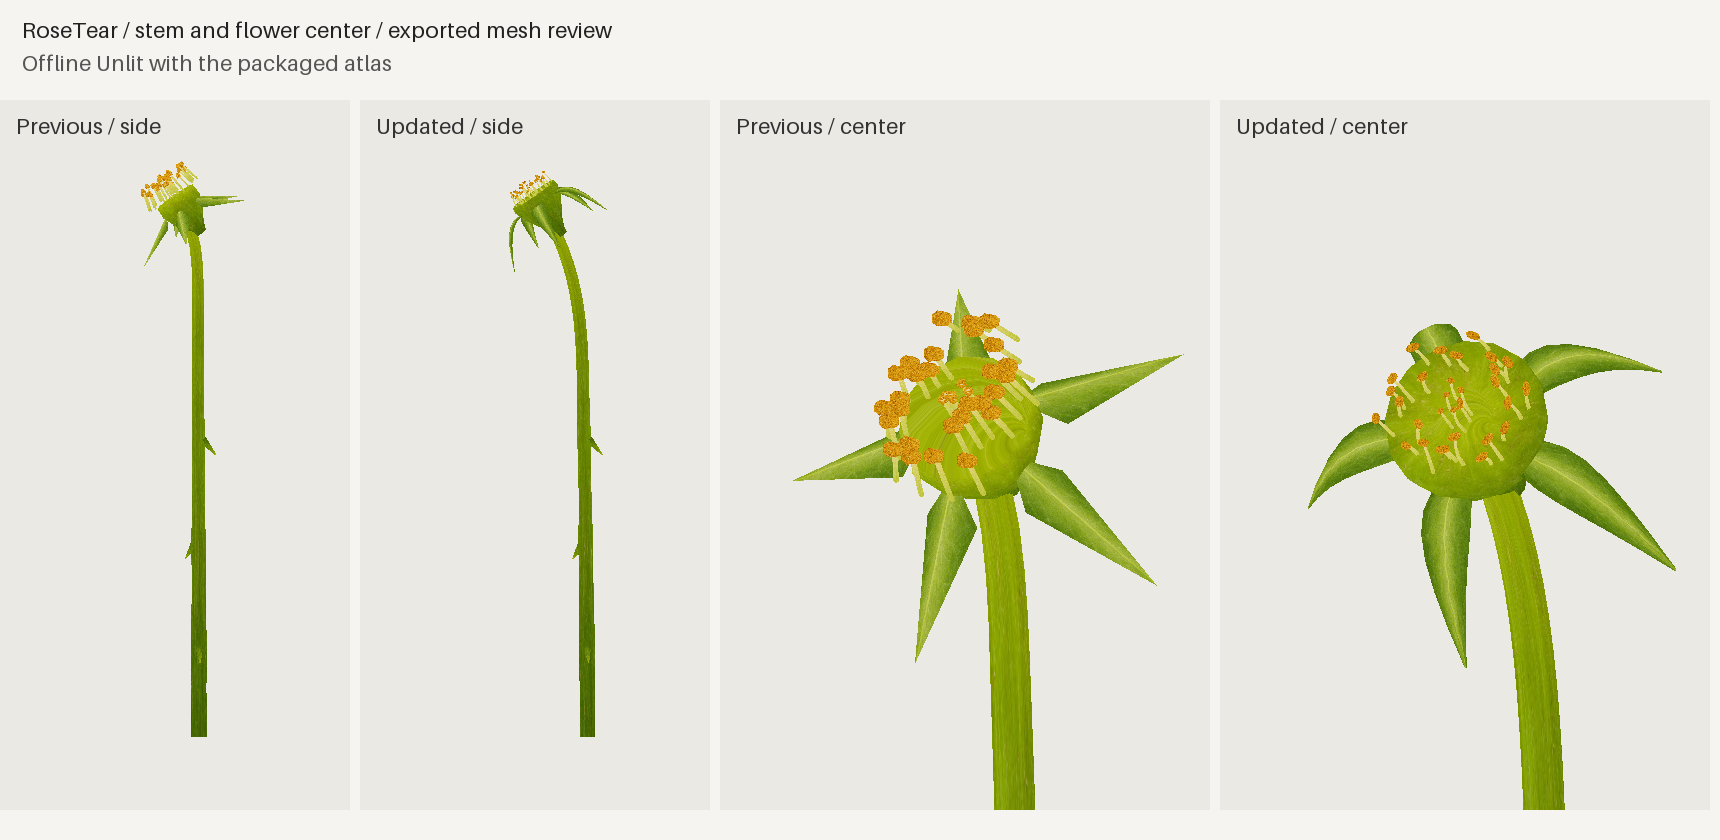 RoseTear / stem and flower center / exported mesh review
Offline Unlit with the packaged atlas
Previous / side
Updated / side
Previous / center
Updated / center